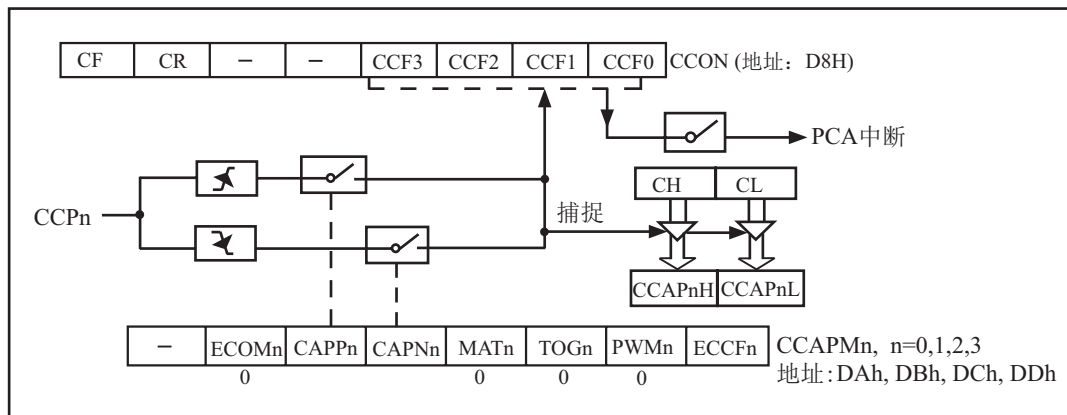 CF CR – – CCF3 CCF2 CCF1 CCF0 CCON (地址：D8H)
PCA中断
CH CL
CCPn
捕捉
CCAPnH CCAPnL
– ECOMn CAPPn CAPNn MATn TOGn PWMn ECCFn CCAPMn, n=0,1,2,3
0 0 0 0 地址:DAh, DBh, DCh, DDh